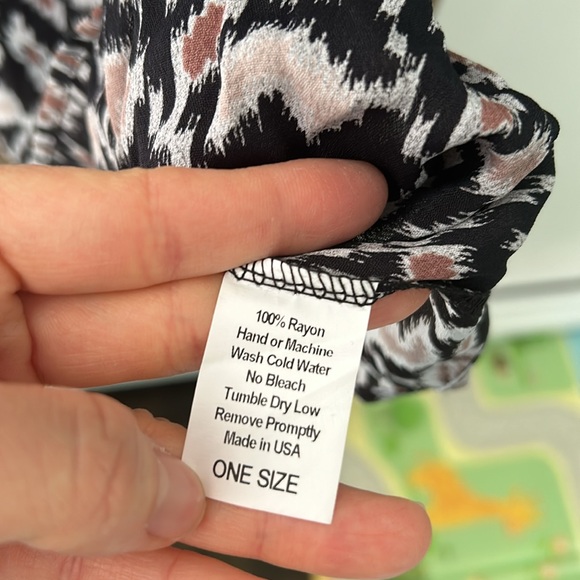 100% Rayon
Hand or Machine
Wash Cold Water
No Bleach
Tumble Dry Low
Remove Promptly
Made in USA
ONE SIZE